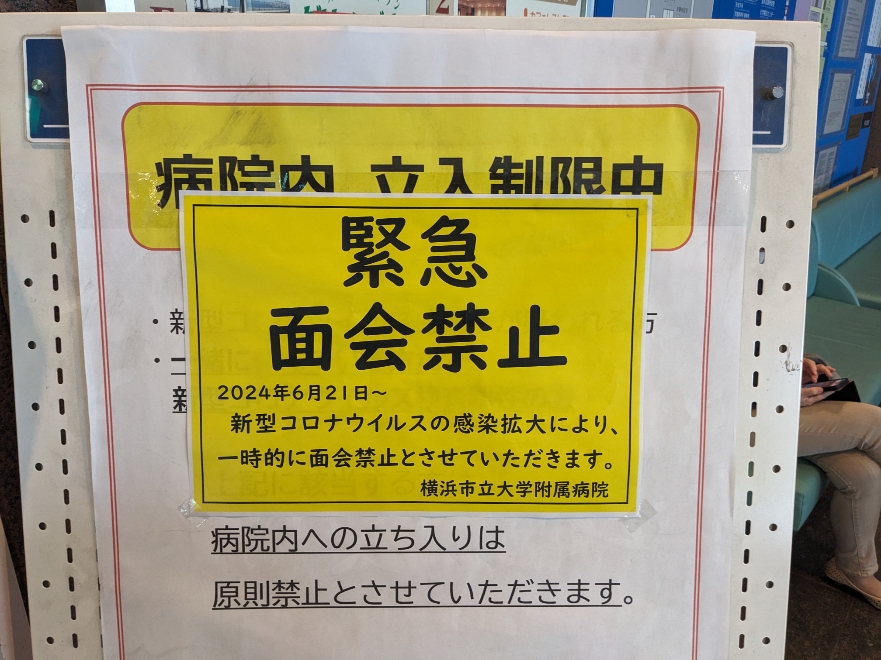 病院内 立入制限中
緊急
面会禁止
2024年6月21日~
新型コロナウイルスの感染拡大により、
一時的に面会禁止とさせていただきます。
横浜市立大学附属病院
病院内への立ち入りは
原則禁止とさせていただきます。